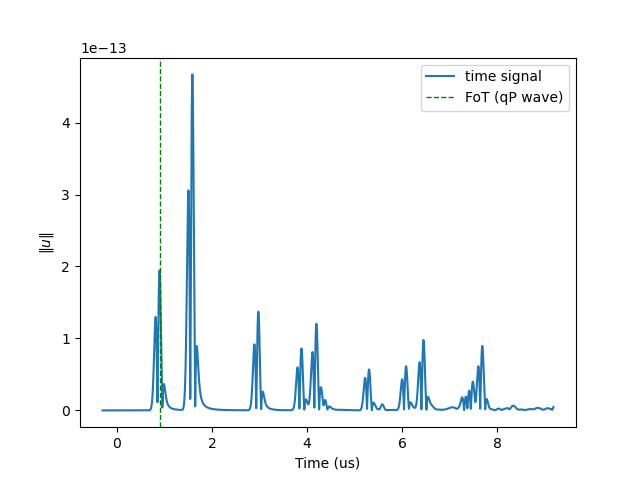 1e−13
time signal
FoT (qP wave)
4
3
2
1
0
‖u‖
0 2 4 6 8
Time (us)